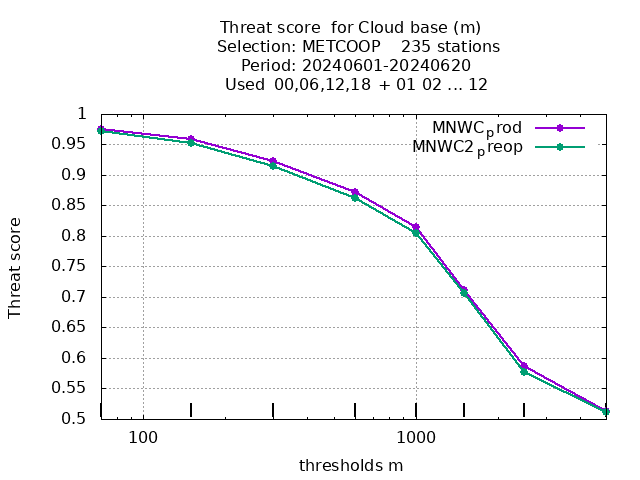 Threat score  for Cloud base (m)
Selection: METCOOP    235 stations
Period: 20240601-20240620
Used  00,06,12,18  + 01 02 ... 12
MNWCprod
MNWC2preop
1
0.95
0.9
0.85
0.8
0.75
0.7
0.65
0.6
0.55
0.5
Threat score
100
1000
thresholds m